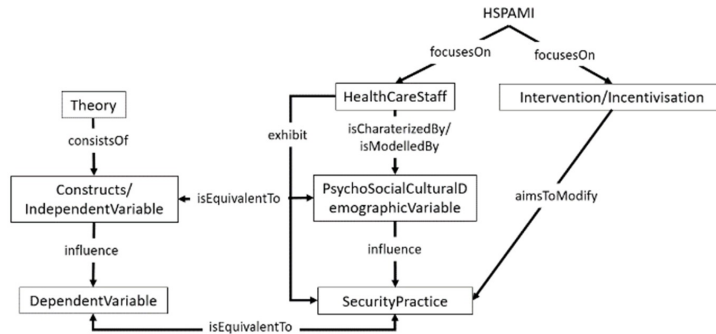 HSPAMI
focusesOn
focusesOn
Theory
HealthCareStaff
Intervention/Incentivisation
consistsOf
exhibit
isCharaterizedBy/
isModelledBy
Constructs/
IndependentVariable
isEquivalentTo
PsychoSocialCulturalD
emographicVariable
aimsToModify
influence
influence
DependentVariable
SecurityPractice
isEquivalentTo